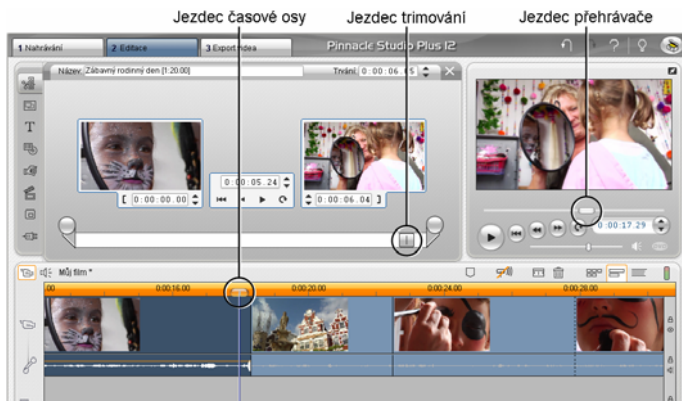 Jezdec časové osy Jezdec trimování Jezdec přehrávače
1 Nahrávání 2 Editace 3 Export videa Pinnacle Studio Plus 12
Název: Zábavný rodinný den [1:20.00] Trvání: 0:00:06.05
T
0:00:05.24
[ 0:00:00.00 0:00:06.04 ]
0:00:17.29
Můj film *
.00 0:00:16.00 0:00:20.00 0:00:24.00 0:00:28.00